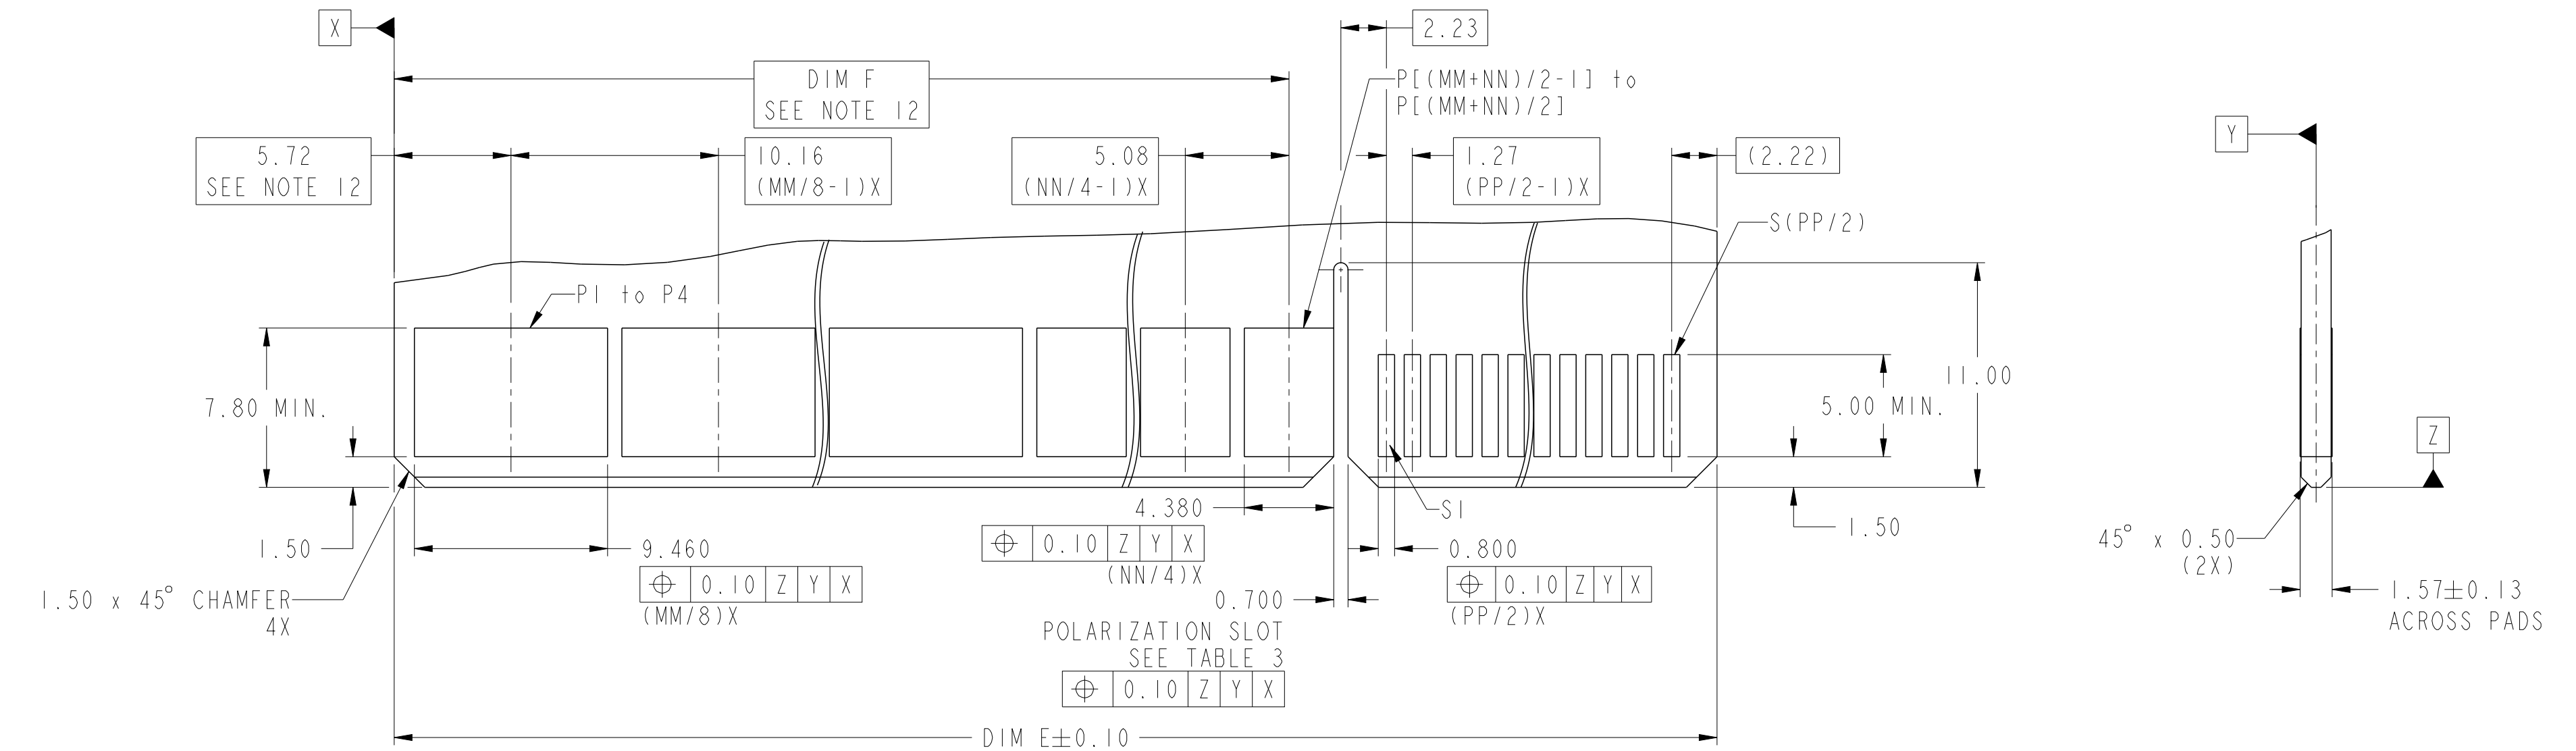 X
2.23
DIM F
SEE NOTE 12
P[(MM+NN)/2-1] to
P[(MM+NN)/2]
Y
5.72
SEE NOTE 12
10.16
(MM/8-1)X
5.08
(NN/4-1)X
1.27
(PP/2-1)X
(2.22)
S(PP/2)
P1 to P4
11.00
7.80 MIN.
5.00 MIN.
Z
4.380
S1
1.50
1.50
⌖ 0.10 Z Y X
(NN/4)X
9.460
⌖ 0.10 Z Y X
(MM/8)X
0.800
⌖ 0.10 Z Y X
(PP/2)X
45° x 0.50
(2X)
1.57±0.13
ACROSS PADS
1.50 x 45° CHAMFER
4X
0.700
POLARIZATION SLOT
SEE TABLE 3
⌖ 0.10 Z Y X
DIM E±0.10